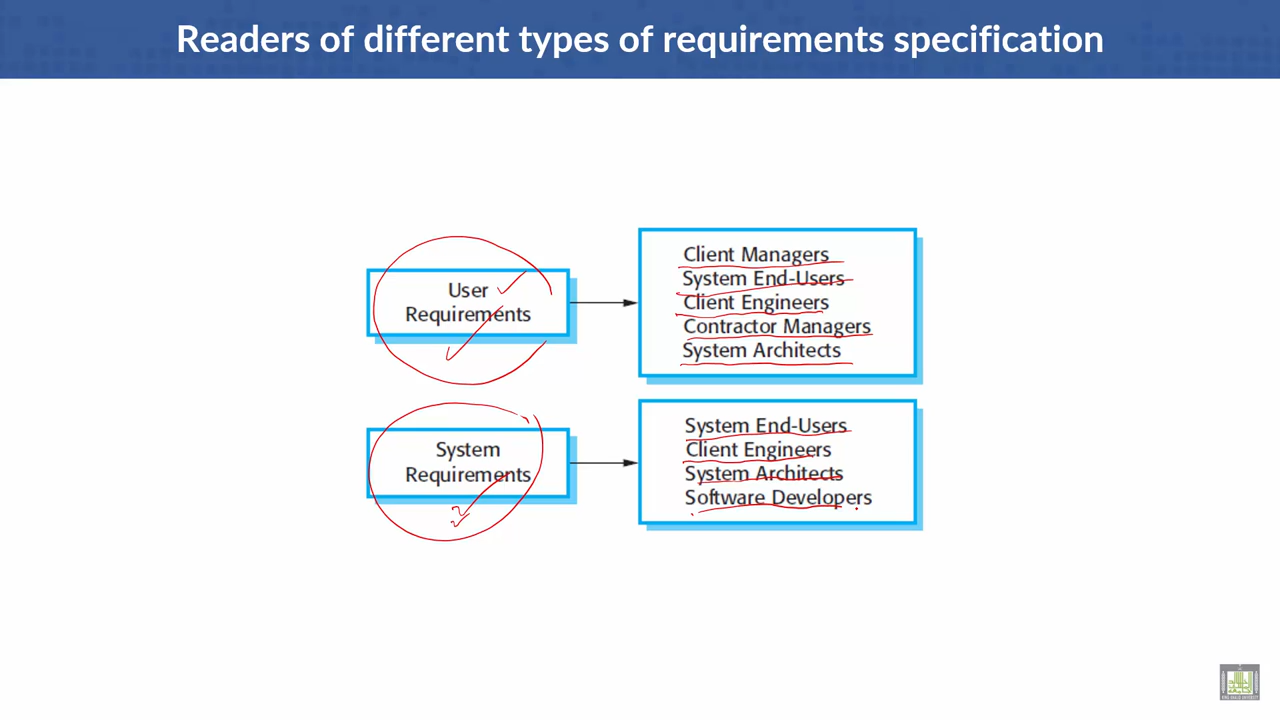 Readers of different types of requirements specification
User
Requirements
Client Managers
System End-Users
Client Engineers
Contractor Managers
System Architects
System
Requirements
System End-Users
Client Engineers
System Architects
Software Developers